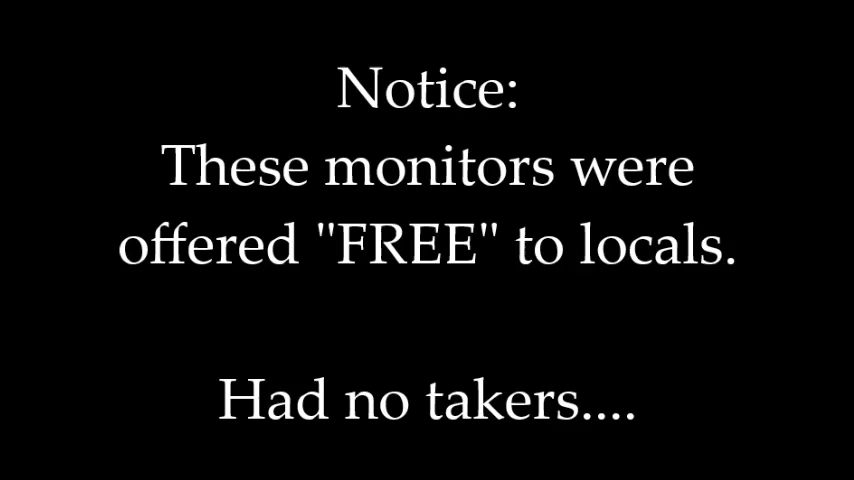 Notice:
These monitors were
offered "FREE" to locals.
Had no takers....